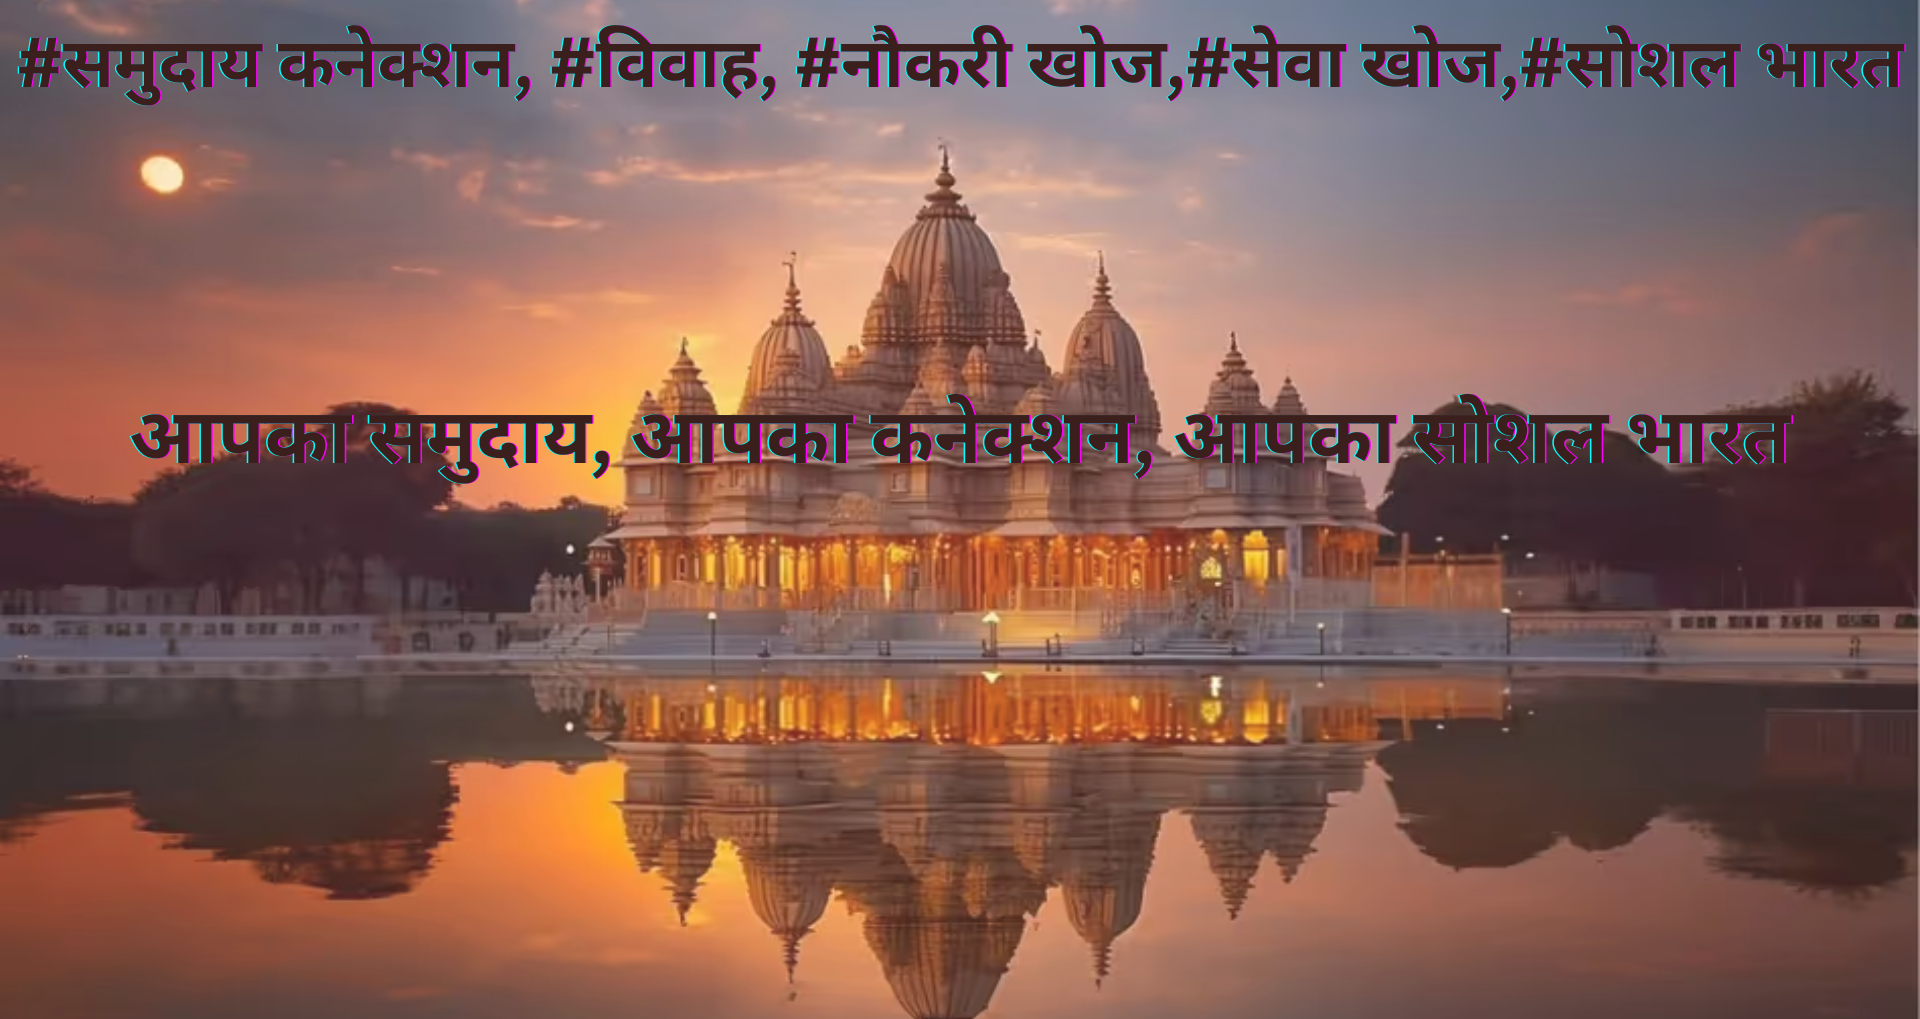 #समुदाय कनेक्शन, #विवाह, #नौकरी खोज,#सेवा खोज,#सोशल भारत
आपका समुदाय, आपका कनेक्शन, आपका सोशल भारत